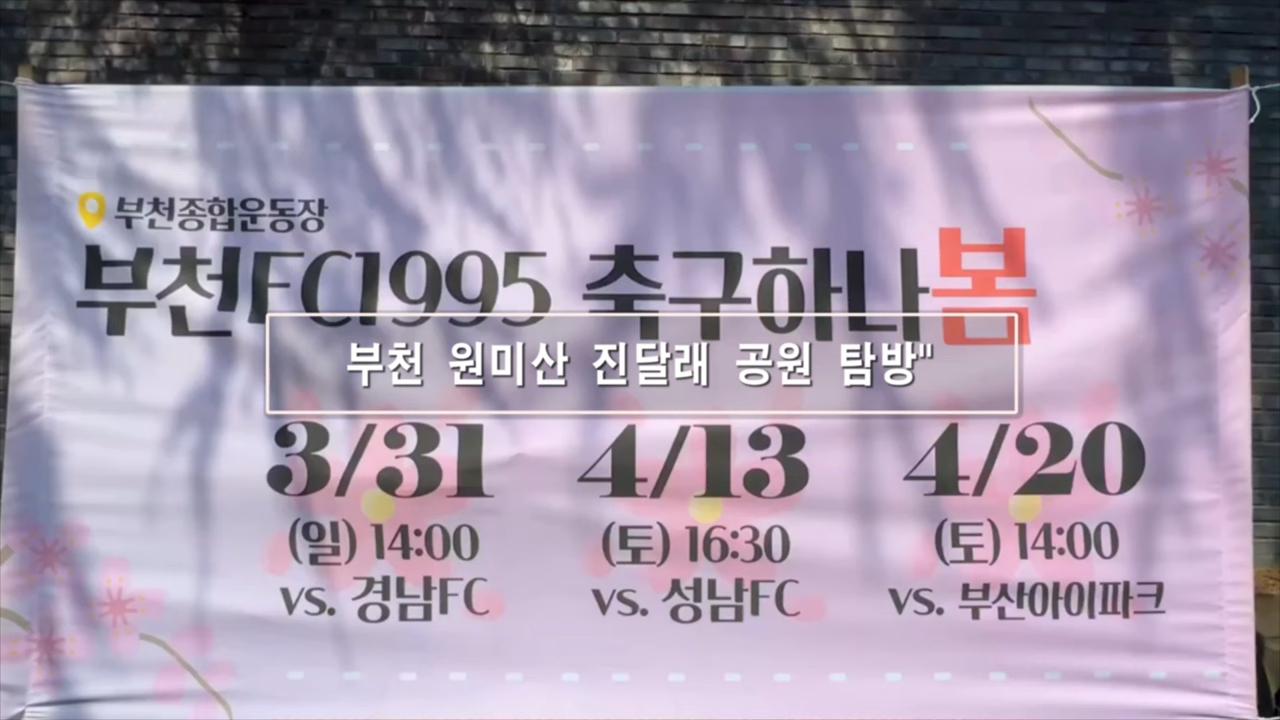 부천종합운동장
부천FC1995 축구하나봄
부천 원미산 진달래 공원 탐방"
3/31 4/13 4/20
(일) 14:00 (토) 16:30 (토) 14:00
vs. 경남FC vs. 성남FC vs. 부산아이파크